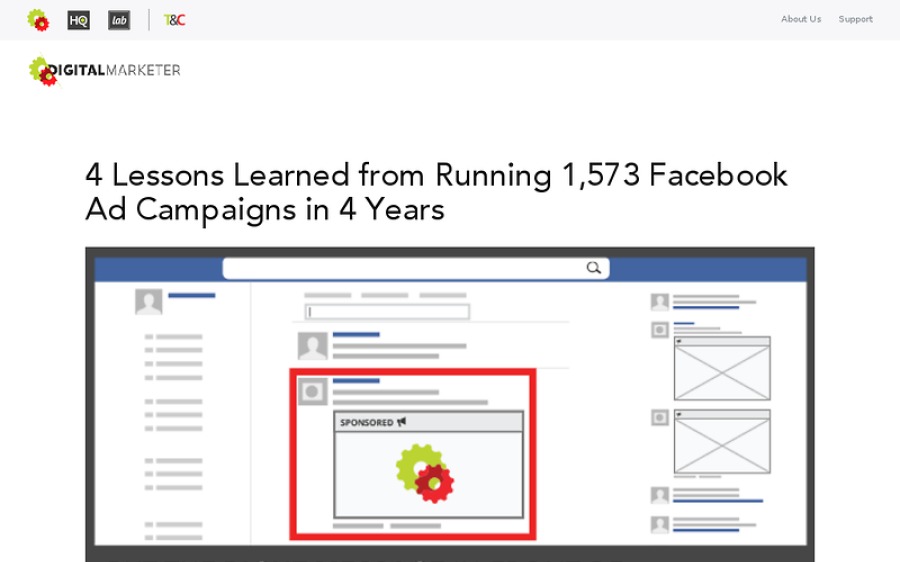 HQ
lab
T&C
About Us
Support
DIGITALMARKETER
4 Lessons Learned from Running 1,573 Facebook
Ad Campaigns in 4 Years
SPONSORED